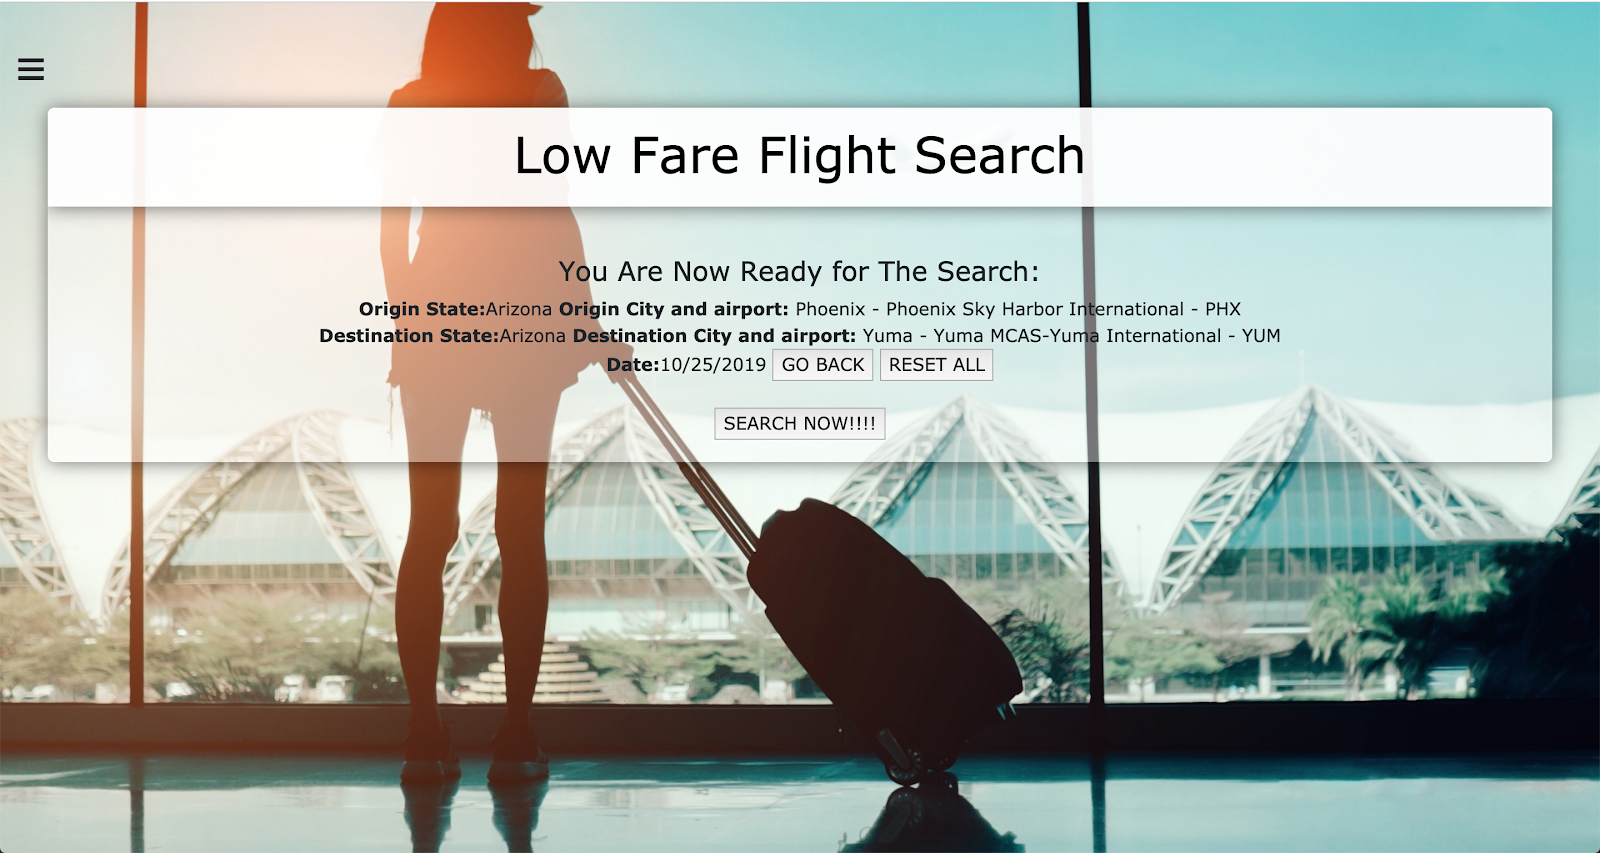 Low Fare Flight Search
You Are Now Ready for The Search:
Origin State:Arizona Origin City and airport: Phoenix - Phoenix Sky Harbor International - PHX
Destination State:Arizona Destination City and airport: Yuma - Yuma MCAS-Yuma International - YUM
Date:10/25/2019 GO BACK RESET ALL
SEARCH NOW!!!!